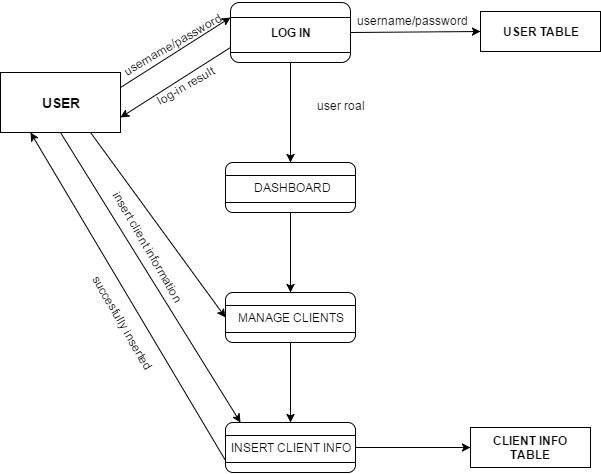 username/password
LOG IN
username/password
USER TABLE
log-in result
USER
user roal
DASHBOARD
insert client information
succesfully inserted
MANAGE CLIENTS
INSERT CLIENT INFO
CLIENT INFO
TABLE